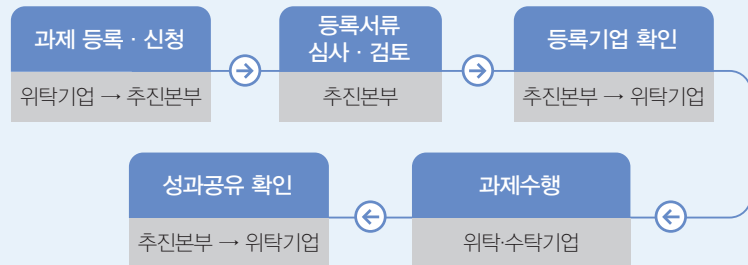 과제 등록 · 신청
위탁기업 → 추진본부
등록서류
심사 · 검토
추진본부
등록기업 확인
추진본부 → 위탁기업
과제수행
위탁·수탁기업
성과공유 확인
추진본부 → 위탁기업